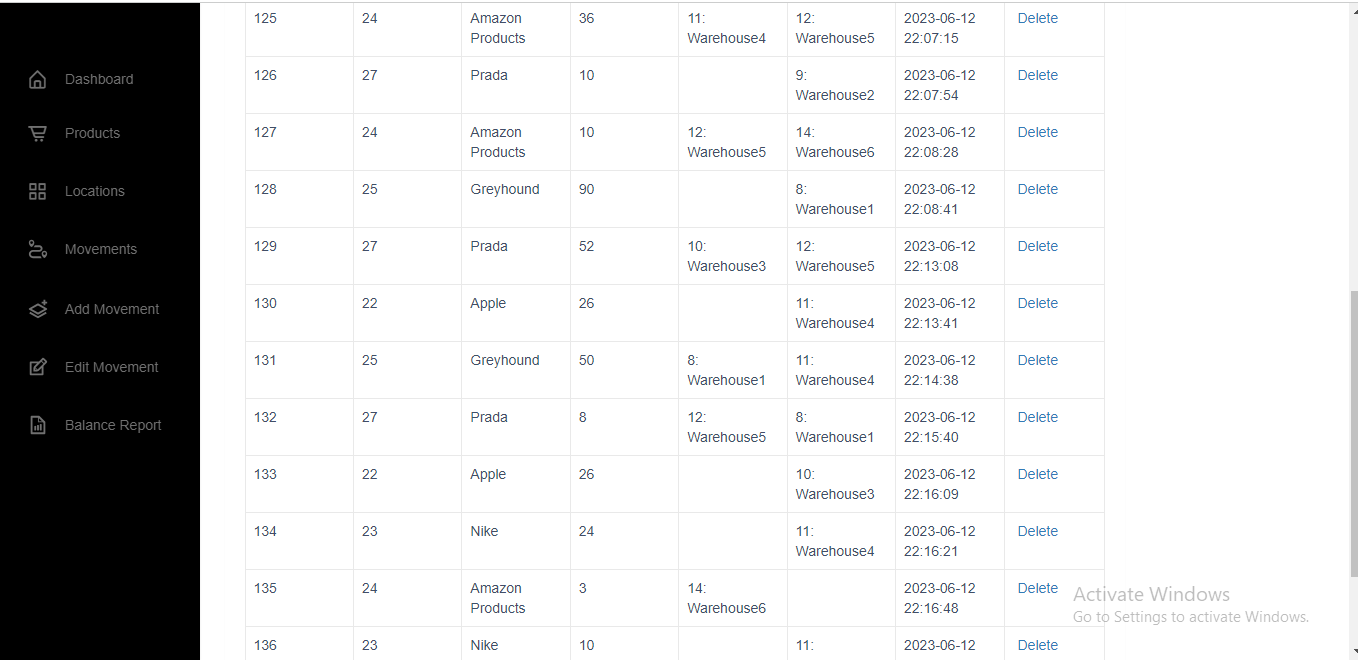 Dashboard
Products
Locations
Movements
Add Movement
Edit Movement
Balance Report
125 24 Amazon 36 11: 12: 2023-06-12 Delete
Products Warehouse4 Warehouse5 22:07:15
126 27 Prada 10 9: 2023-06-12 Delete
Warehouse2 22:07:54
127 24 Amazon 10 12: 14: 2023-06-12 Delete
Products Warehouse5 Warehouse6 22:08:28
128 25 Greyhound 90 8: 2023-06-12 Delete
Warehouse1 22:08:41
129 27 Prada 52 10: 12: 2023-06-12 Delete
Warehouse3 Warehouse5 22:13:08
130 22 Apple 26 11: 2023-06-12 Delete
Warehouse4 22:13:41
131 25 Greyhound 50 8: 11: 2023-06-12 Delete
Warehouse1 Warehouse4 22:14:38
132 27 Prada 8 12: 8: 2023-06-12 Delete
Warehouse5 Warehouse1 22:15:40
133 22 Apple 26 10: 2023-06-12 Delete
Warehouse3 22:16:09
134 23 Nike 24 11: 2023-06-12 Delete
Warehouse4 22:16:21
135 24 Amazon 3 14: 2023-06-12 Delete
Products Warehouse6 22:16:48
136 23 Nike 10 11: 2023-06-12 Delete
Activate Windows
Go to Settings to activate Windows.